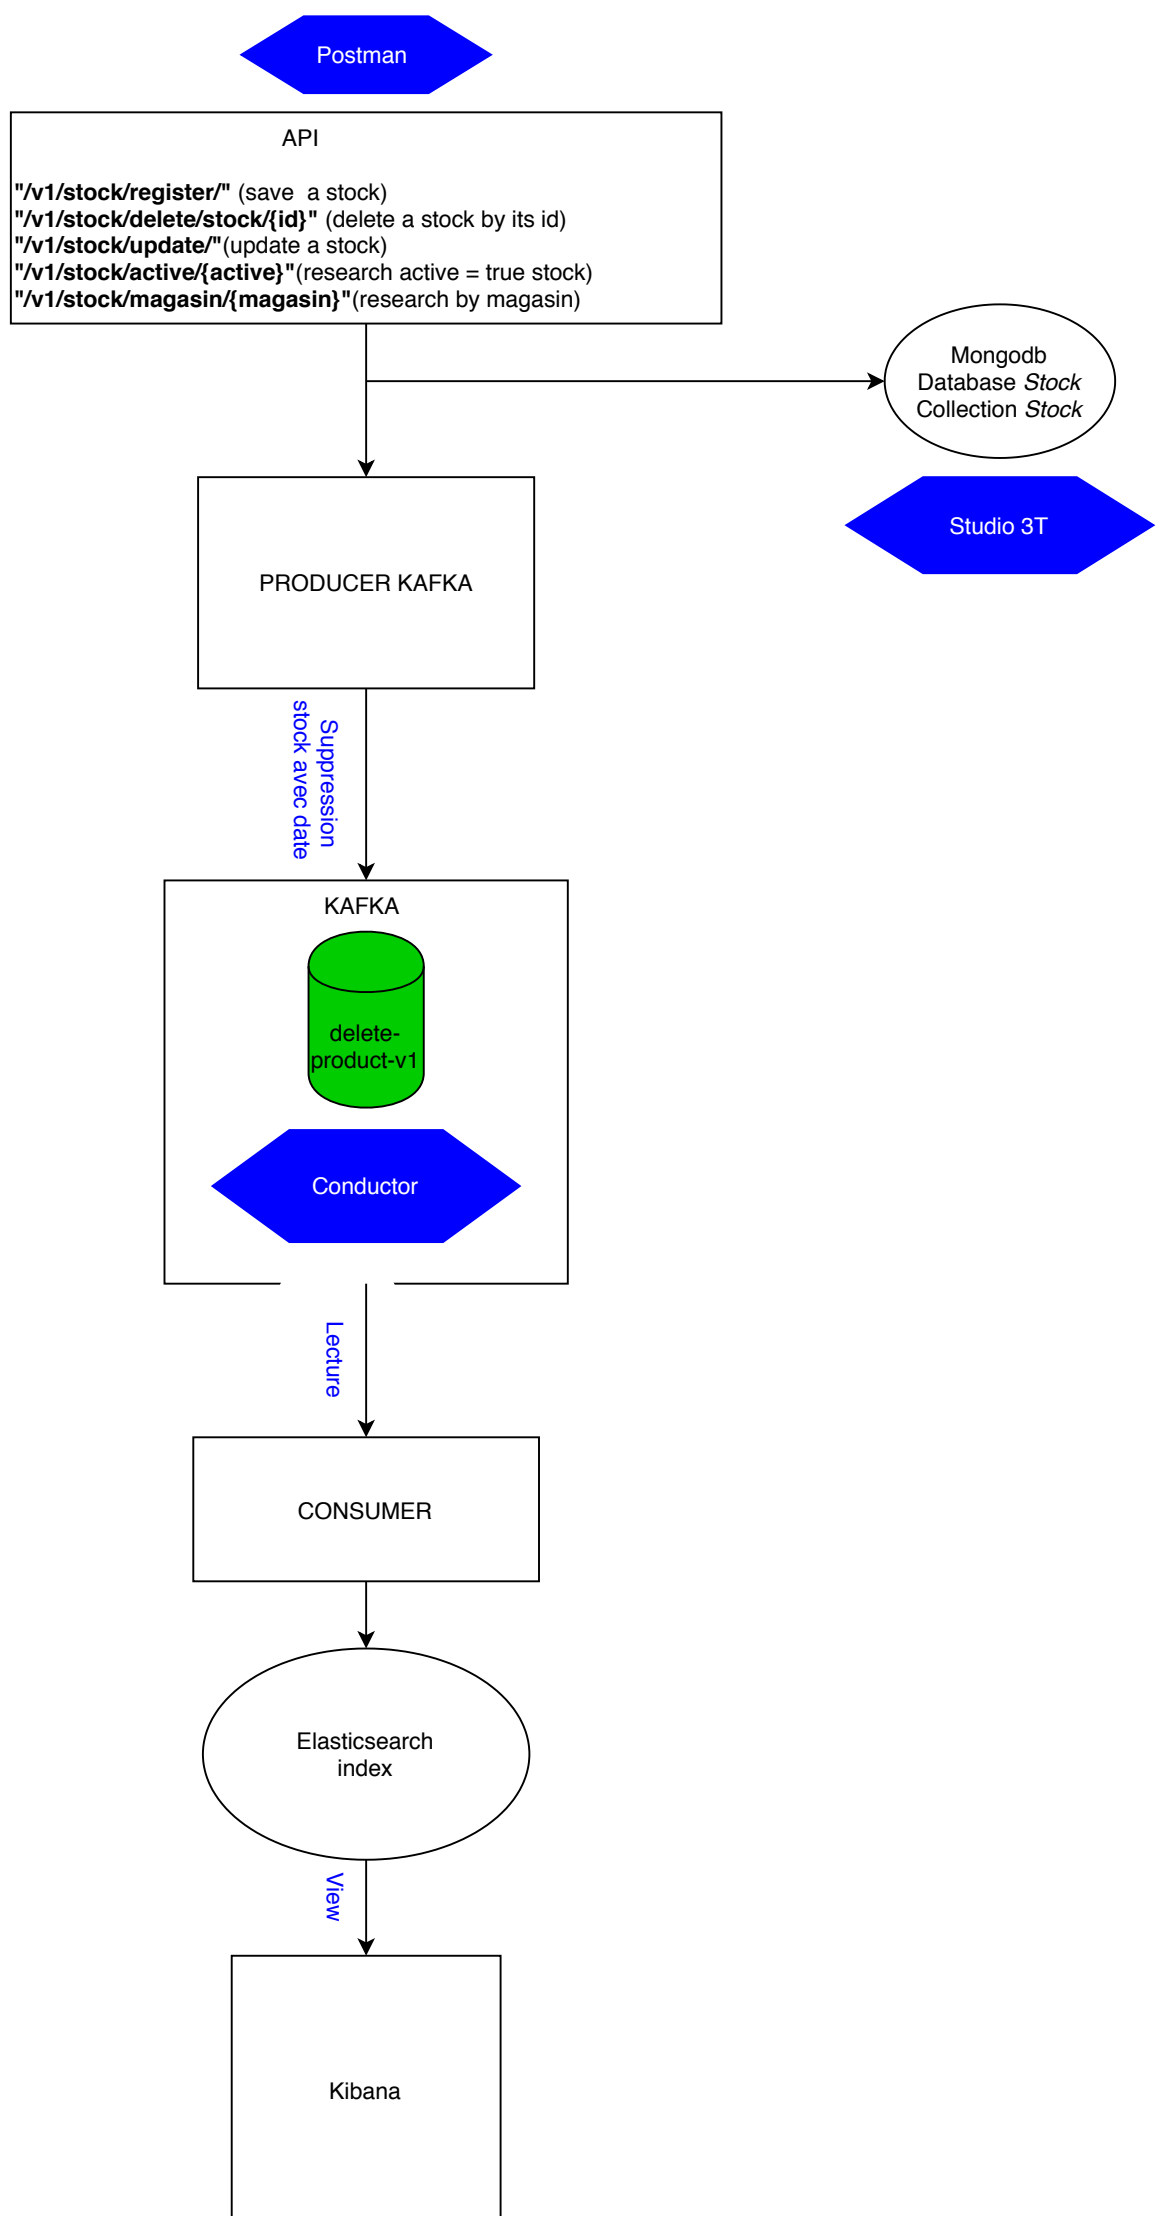 Postman
API
"/v1/stock/register/" (save  a stock)
"/v1/stock/delete/stock/{id}" (delete a stock by its id)
"/v1/stock/update/"(update a stock)
"/v1/stock/active/{active}"(research active = true stock)
"/v1/stock/magasin/{magasin}"(research by magasin)
Mongodb
Database Stock
Collection Stock
Studio 3T
PRODUCER KAFKA
Suppression
stock avec date
KAFKA
delete-
product-v1
Conductor
Lecture
CONSUMER
Elasticsearch
index
View
Kibana